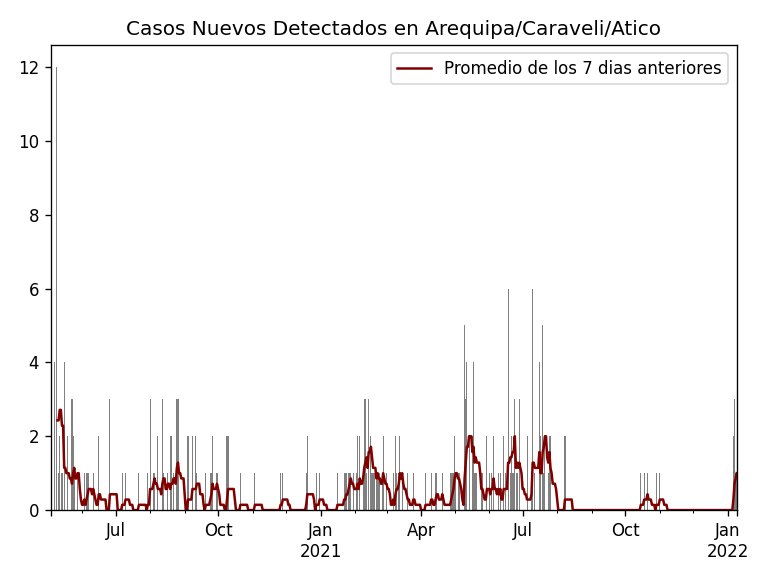 Casos Nuevos Detectados en Arequipa/Caraveli/Atico
Promedio de los 7 dias anteriores
12
10
8
6
4
2
0
Jul
Oct
Jan
2021
Apr
Jul
Oct
Jan
2022